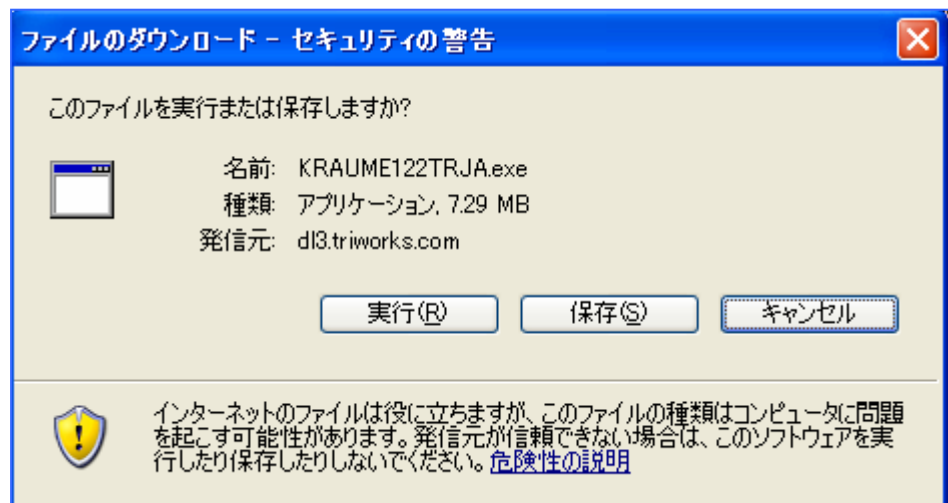 ファイルのダウンロード - セキュリティの警告
このファイルを実行または保存しますか?
名前: KRAUME122TRJA.exe
種類: アプリケーション, 7.29 MB
発信元: dl3.triworks.com
実行(R) 保存(S) キャンセル
インターネットのファイルは役に立ちますが、このファイルの種類はコンピュータに問題
を起こす可能性があります。発信元が信頼できない場合は、このソフトウェアを実
行したり保存したりしないでください。危険性の説明